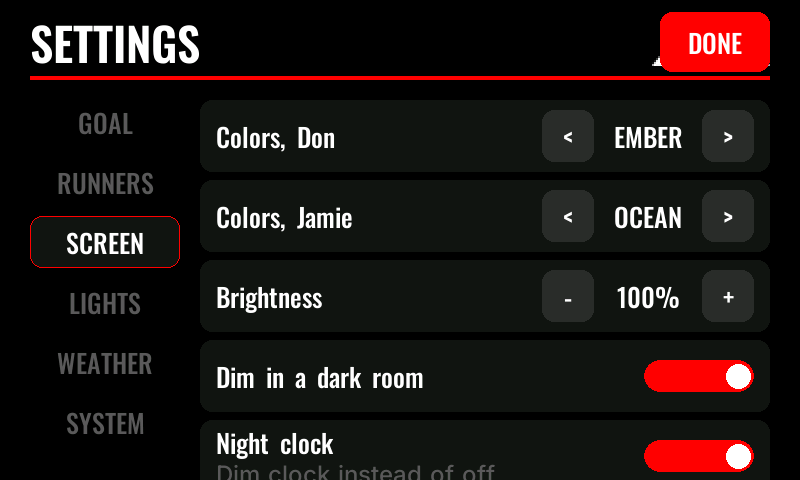 SETTINGS
DONE
GOAL
RUNNERS
SCREEN
LIGHTS
WEATHER
SYSTEM
Colors, Don
< EMBER >
Colors, Jamie
< OCEAN >
Brightness
- 100% +
Dim in a dark room
Night clock
Dim clock instead of off